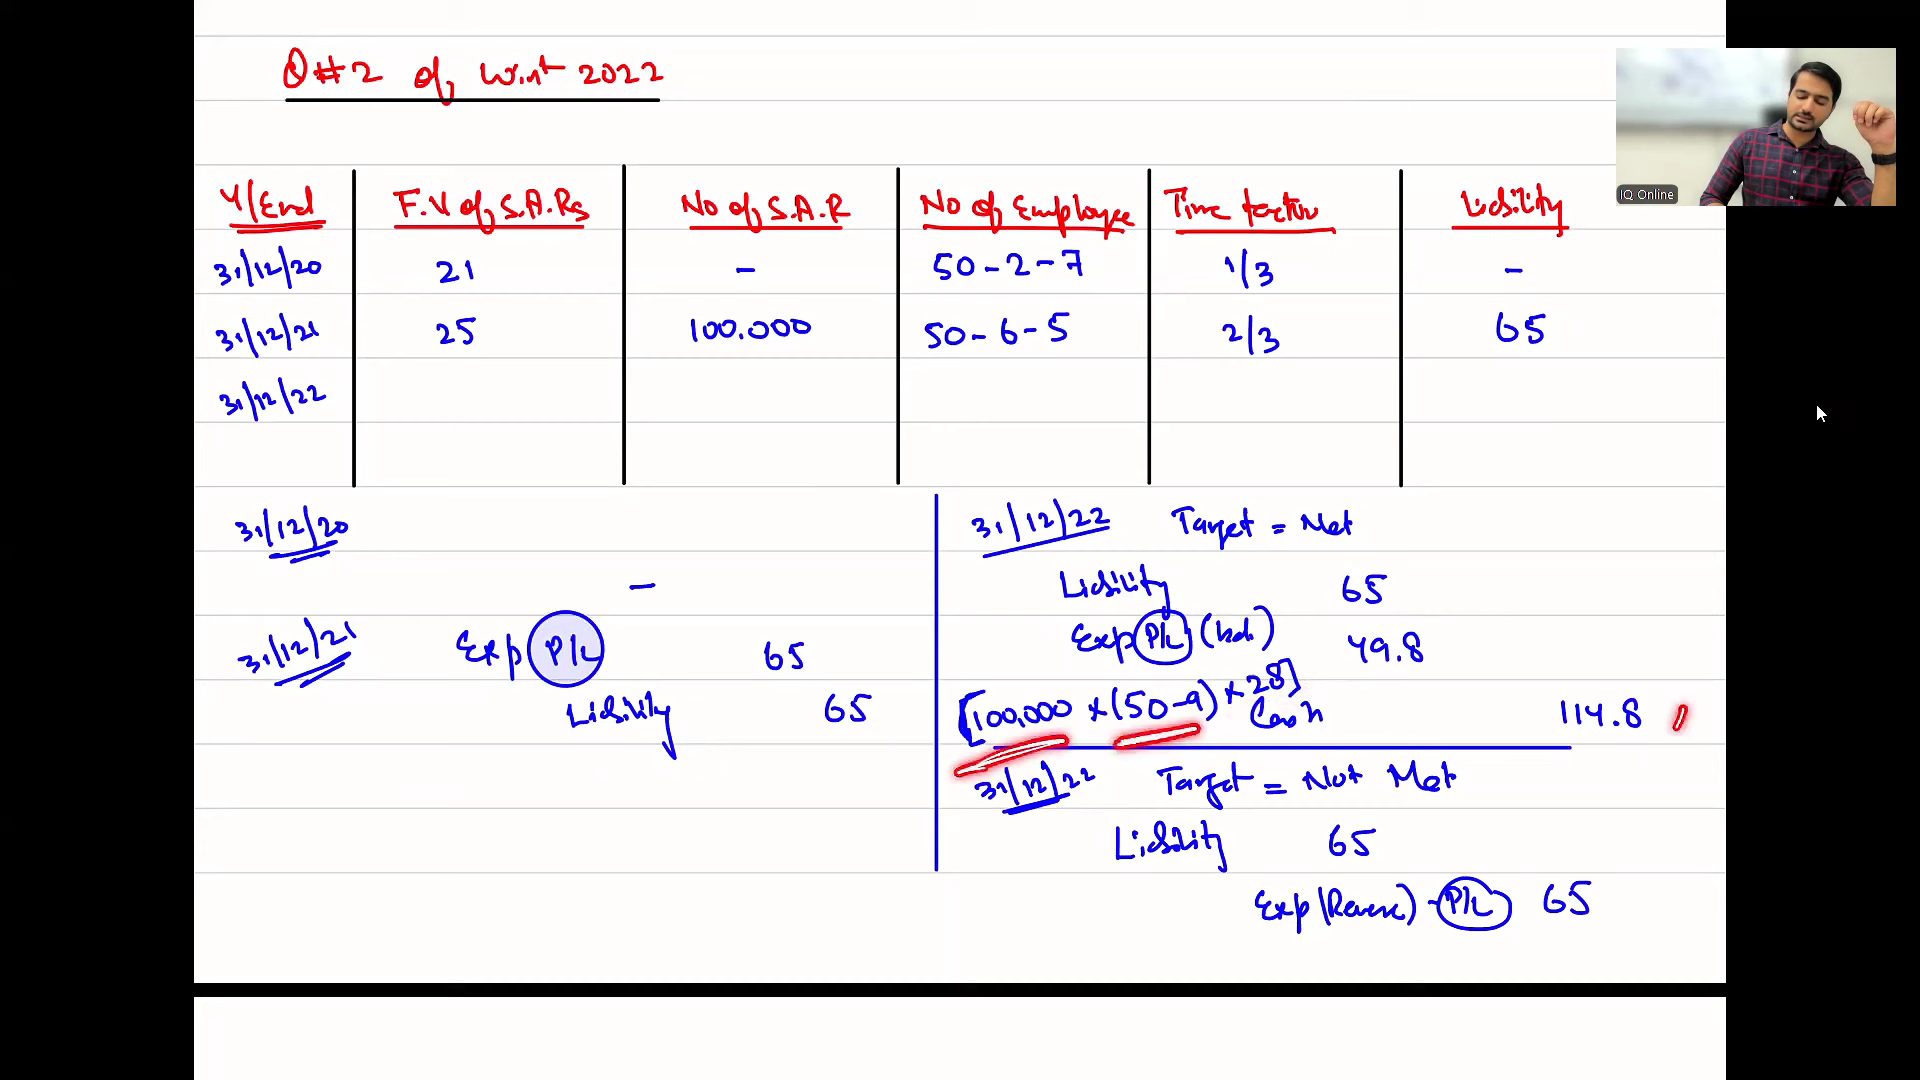 Q#2 of Wint 2022
Y/End F.V of S.A.Rs No of S.A.R No of Employee Time factor Liability
31/12/20 21 - 50-2-7 1/3 -
31/12/21 25 100.000 50-6-5 2/3 65
31/12/22
31/12/20
-
31/12/21 Exp P/L 65
Liability 65
31/12/22 Target = Met
Liability 65
Exp P/L (bal.) 49.8
[100,000 × (50-9) × 28] Cash 114.8
31/12/22 Target = Not Met
Liability 65
Exp (Reverse) - P/L 65
IQ Online